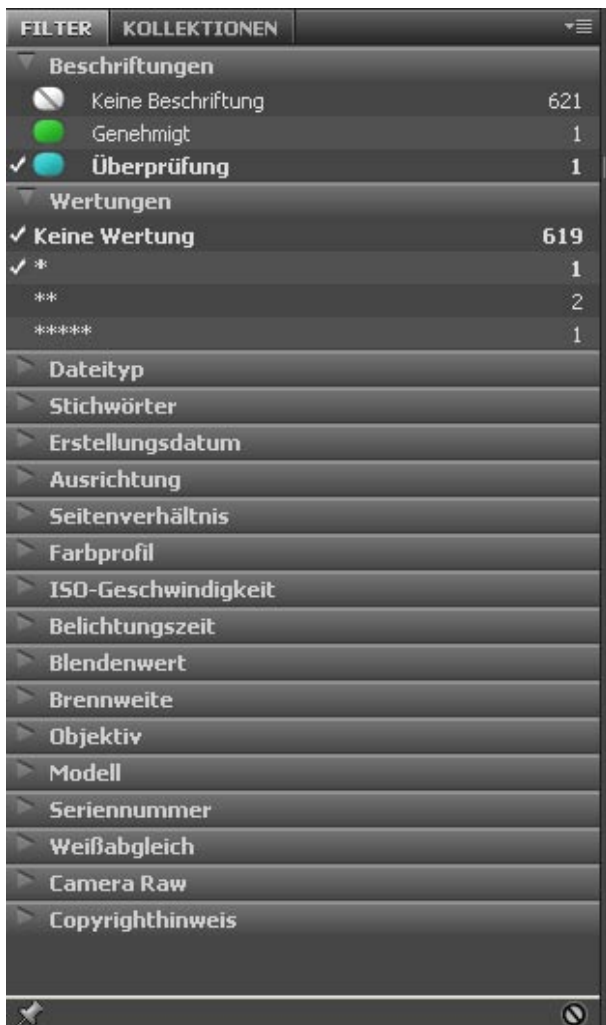 FILTER KOLLEKTIONEN
Beschriftungen
Keine Beschriftung 621
Genehmigt 1
Überprüfung 1
Wertungen
Keine Wertung 619
* 1
** 2
***** 1
Dateityp
Stichwörter
Erstellungsdatum
Ausrichtung
Seitenverhältnis
Farbprofil
ISO-Geschwindigkeit
Belichtungszeit
Blendenwert
Brennweite
Objektiv
Modell
Seriennummer
Weißabgleich
Camera Raw
Copyrighthinweis